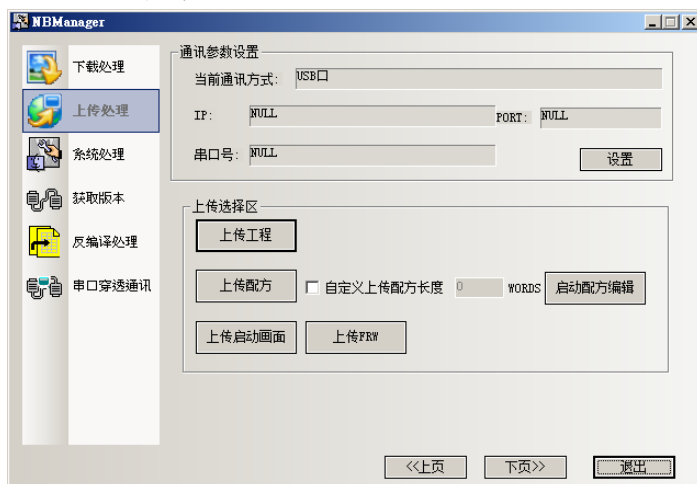 NBManager
下载处理
上传处理
系统处理
获取版本
反编译处理
串口穿透通讯
通讯参数设置
当前通讯方式: USB口
IP: NULL PORT: NULL
串口号: NULL 设置
上传选择区
上传工程
上传配方 自定义上传配方长度 0 WORDS 启动配方编辑
上传启动画面 上传FRW
<<上页 下页>> 退出